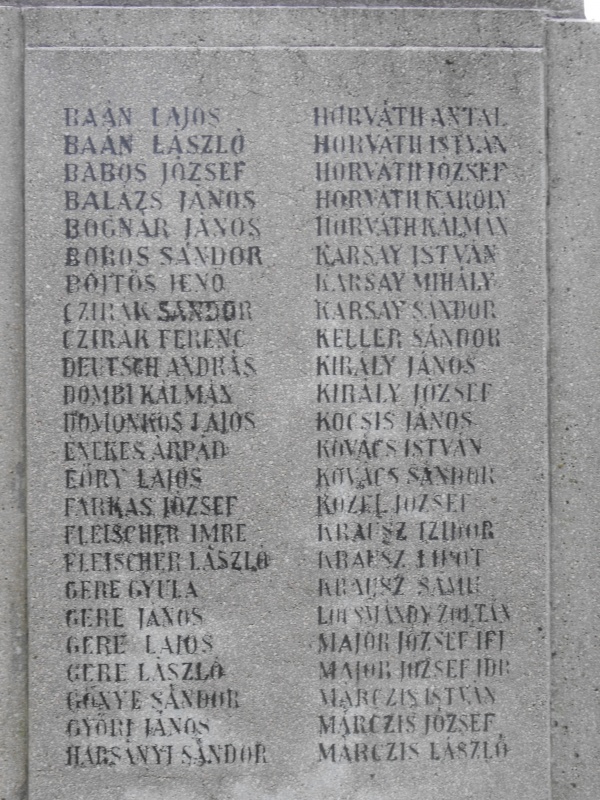 BAÁN LAJOS
BAÁN LÁSZLÓ
BABOS JÓZSEF
BALÁZS JÁNOS
BOGNÁR JÁNOS
BOROS SÁNDOR
BÖJTÖS JENŐ
CZIRÁK SÁNDOR
CZIRÁK FERENC
DEUTSCH ANDRÁS
DOMBI KÁLMÁN
DOMONKOS LAJOS
ENEKES ÁRPÁD
EŐRY LAJOS
FARKAS JÓZSEF
FLEISCHER IMRE
FLEISCHER LÁSZLÓ
GERE GYULA
GERE JÁNOS
GERE LAJOS
GERE LÁSZLÓ
GÖNYE SÁNDOR
GYŐRI JÁNOS
HARSÁNYI SÁNDOR
HORVÁTH ANTAL
HORVÁTH ISTVÁN
HORVÁTH JÓZSEF
HORVÁTH KÁROLY
HORVÁTH KÁLMÁN
KARSAY ISTVÁN
KARSAY MIHÁLY
KARSAY SÁNDOR
KELLER SÁNDOR
KIRÁLY JÁNOS
KIRÁLY JÓZSEF
KOCSIS JÁNOS
KOVÁCS ISTVÁN
KOVÁCS SÁNDOR
KOZEL JÓZSEF
KRAUSZ IZIDOR
KRAUSZ LIPÓT
KRAUSZ SAMU
LOCSMÁNDY ZOLTÁN
MAJOR JÓZSEF IFJ
MAJOR JÓZSEF IDR
MÁRCZIS ISTVÁN
MÁRCZIS JÓZSEF
MÁRCZIS LÁSZLÓ